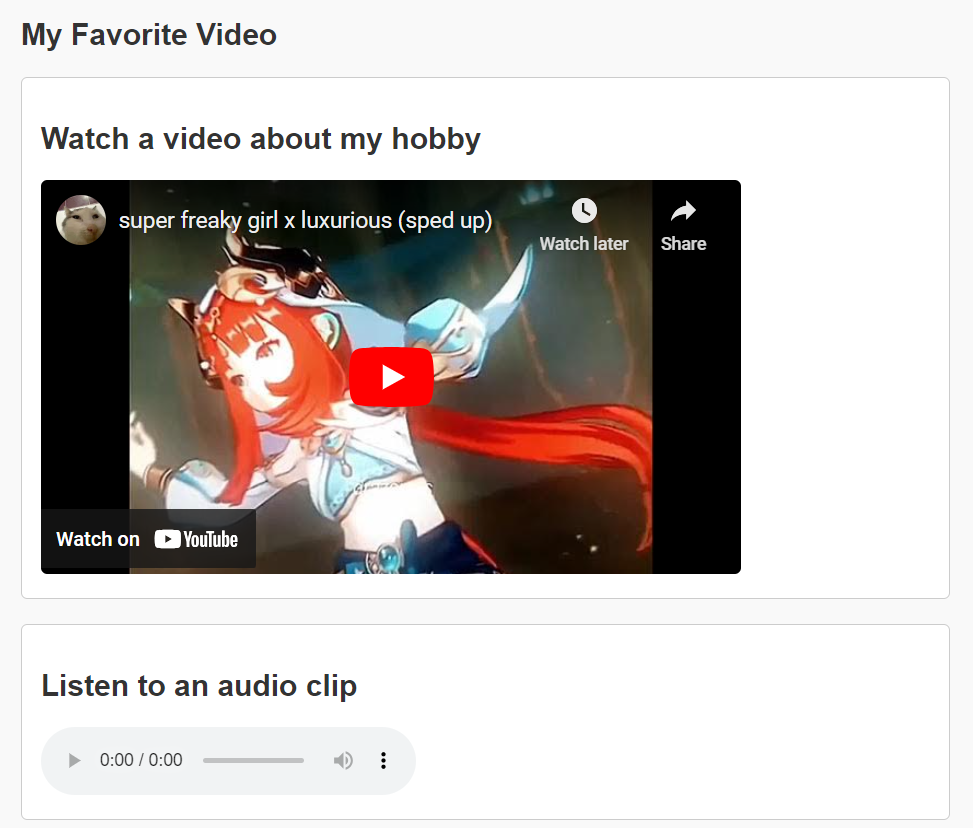 My Favorite Video
Watch a video about my hobby
super freaky girl x luxurious (sped up)
Watch later
Share
Watch on YouTube
Listen to an audio clip
0:00 / 0:00